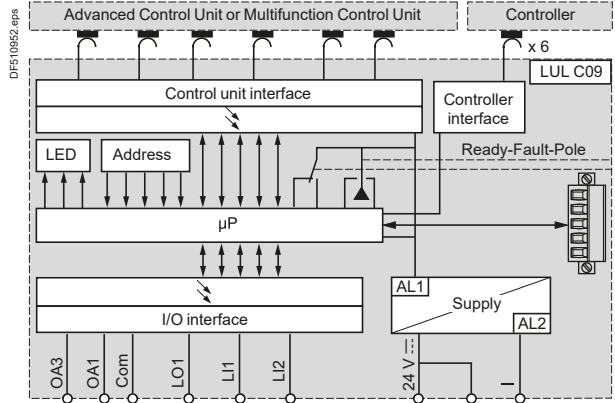 DF510952.eps
Advanced Control Unit or Multifunction Control Unit
Controller
x 6
LUL C09
Control unit interface
Controller
interface
LED
Address
Ready-Fault-Pole
µP
AL1
Supply
AL2
I/O interface
OA3
OA1
Com
LO1
LI1
LI2
24 V
I